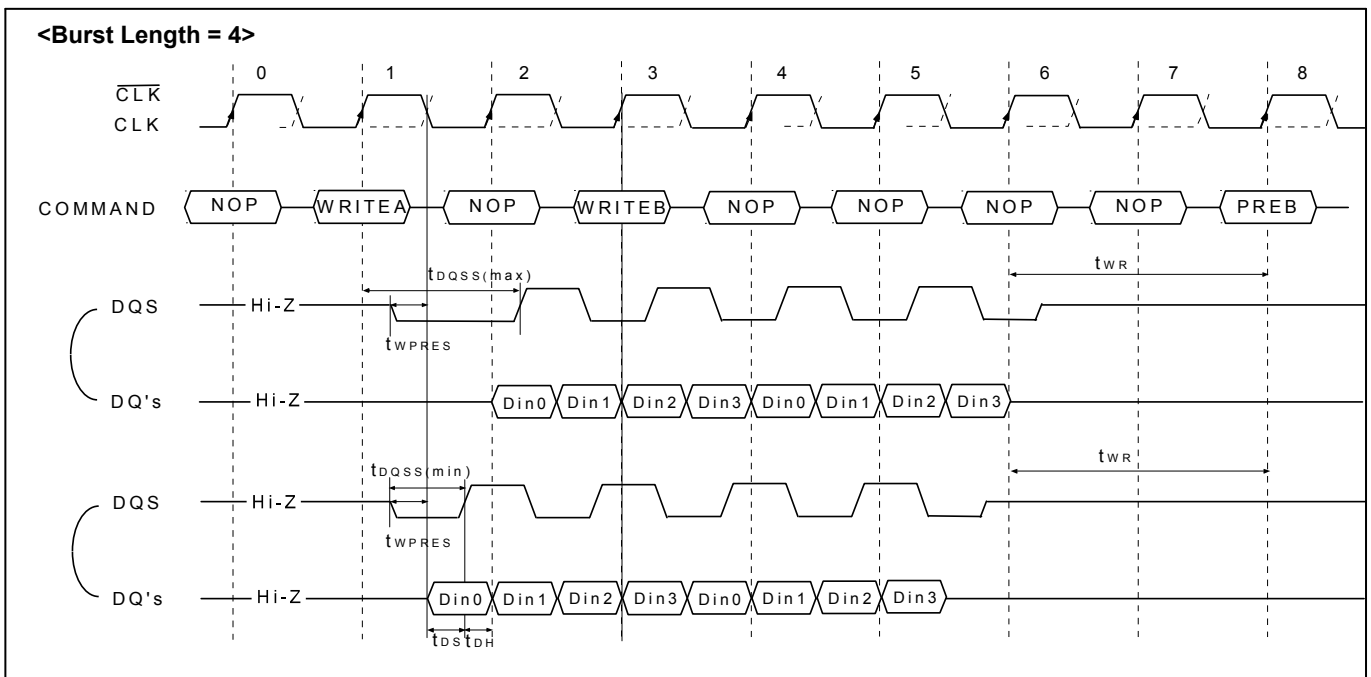 <Burst Length = 4>
0 1 2 3 4 5 6 7 8
CLK
CLK
COMMAND NOP WRITEA NOP WRITEB NOP NOP NOP NOP PREB
tDQSS(max) tWR
DQS Hi-Z
tWPRES
DQ's Hi-Z Din0 Din1 Din2 Din3 Din0 Din1 Din2 Din3
tDQSS(min) tWR
DQS Hi-Z
tWPRES
DQ's Hi-Z Din0 Din1 Din2 Din3 Din0 Din1 Din2 Din3
tDS tDH